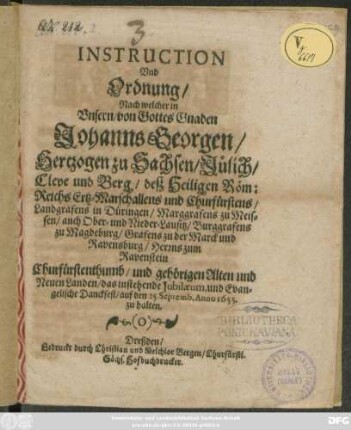 3
INSTRUCTION
Vnd
Ordnung/
Nach welcher in
Vnsern/von Gottes Gnaden
Johanns Georgen/
Hertzogen zu Sachsen/Jülich/
Cleve und Berg/ deß Heiligen Röm:
Reichs Ertz-Marschallens und Churfürstens/
Landgrafens in Düringen/ Marggrafens zu Meis-
sen/ auch Ober- und Nieder-Lausitz/ Burggrafens
zu Magdeburg/ Grafens zu der Marck und
Ravensburg/ Herrns zum
Ravenstein
Churfürstenthumb/ und gehörigen Alten und
Neuen Landen/ das instehende Jubilæum und Evan-
gelische Danckfest/ auf den 25. Septemb. Anno 1655.
zu halten.
(o)
BIBLIOTHECA
PONICKAVIANA
Dreßden/
Gedruckt durch Christian und Melchior Bergen/ Churfürstl.
Sächs. Hofbuchdrucker.
DFG